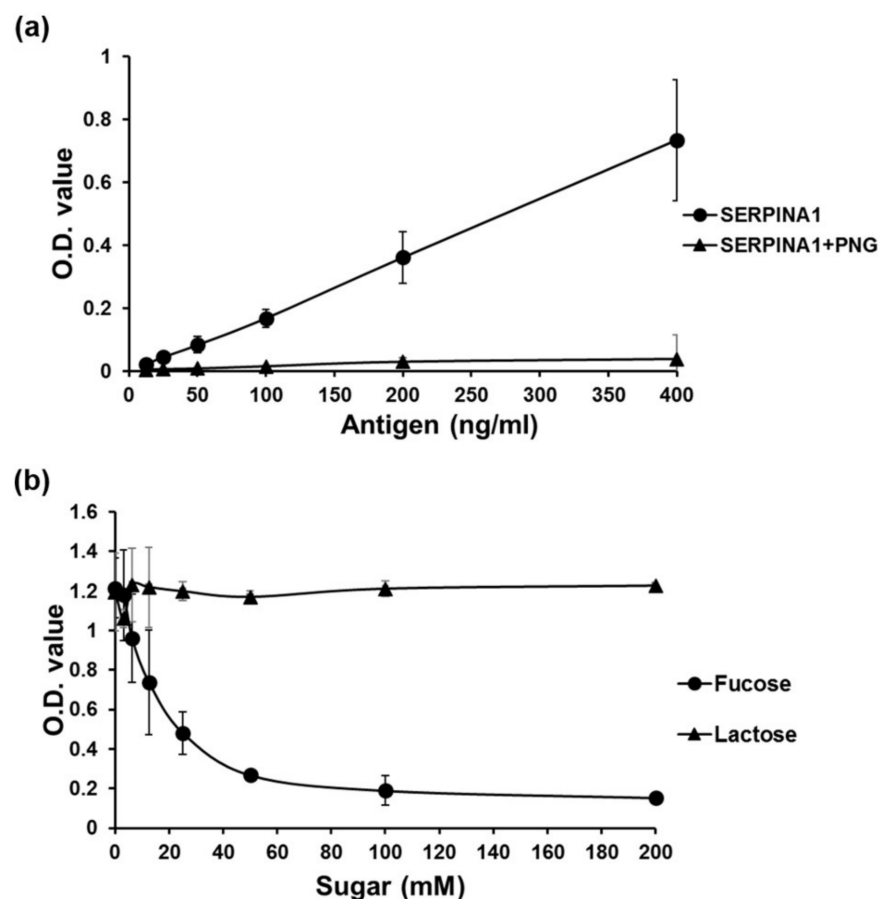 (a)
1
0.8
0.6
0.4
0.2
0
O.D. value
0 50 100 150 200 250 300 350 400
Antigen (ng/ml)
SERPINA1
SERPINA1+PNG
(b)
1.6
1.4
1.2
1
0.8
0.6
0.4
0.2
0
O.D. value
0 20 40 60 80 100 120 140 160 180 200
Sugar (mM)
Fucose
Lactose